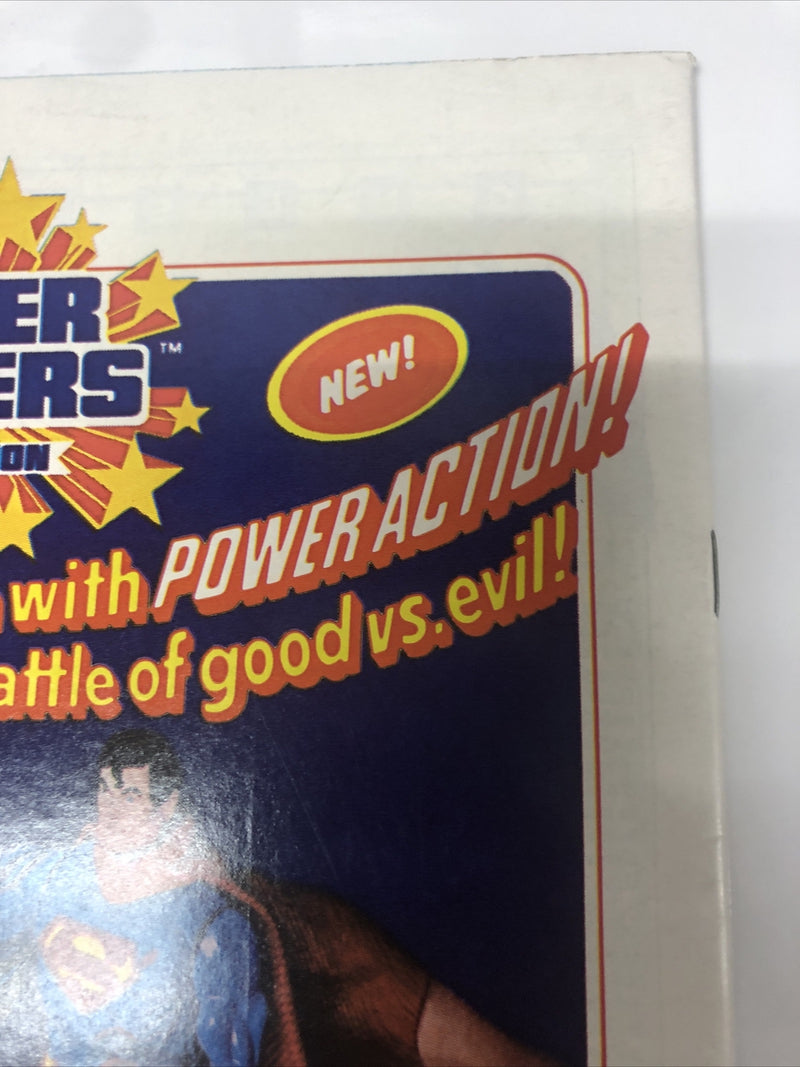 ER
ERS
TM
ON
NEW!
with POWER ACTION!
attle of good vs. evil!